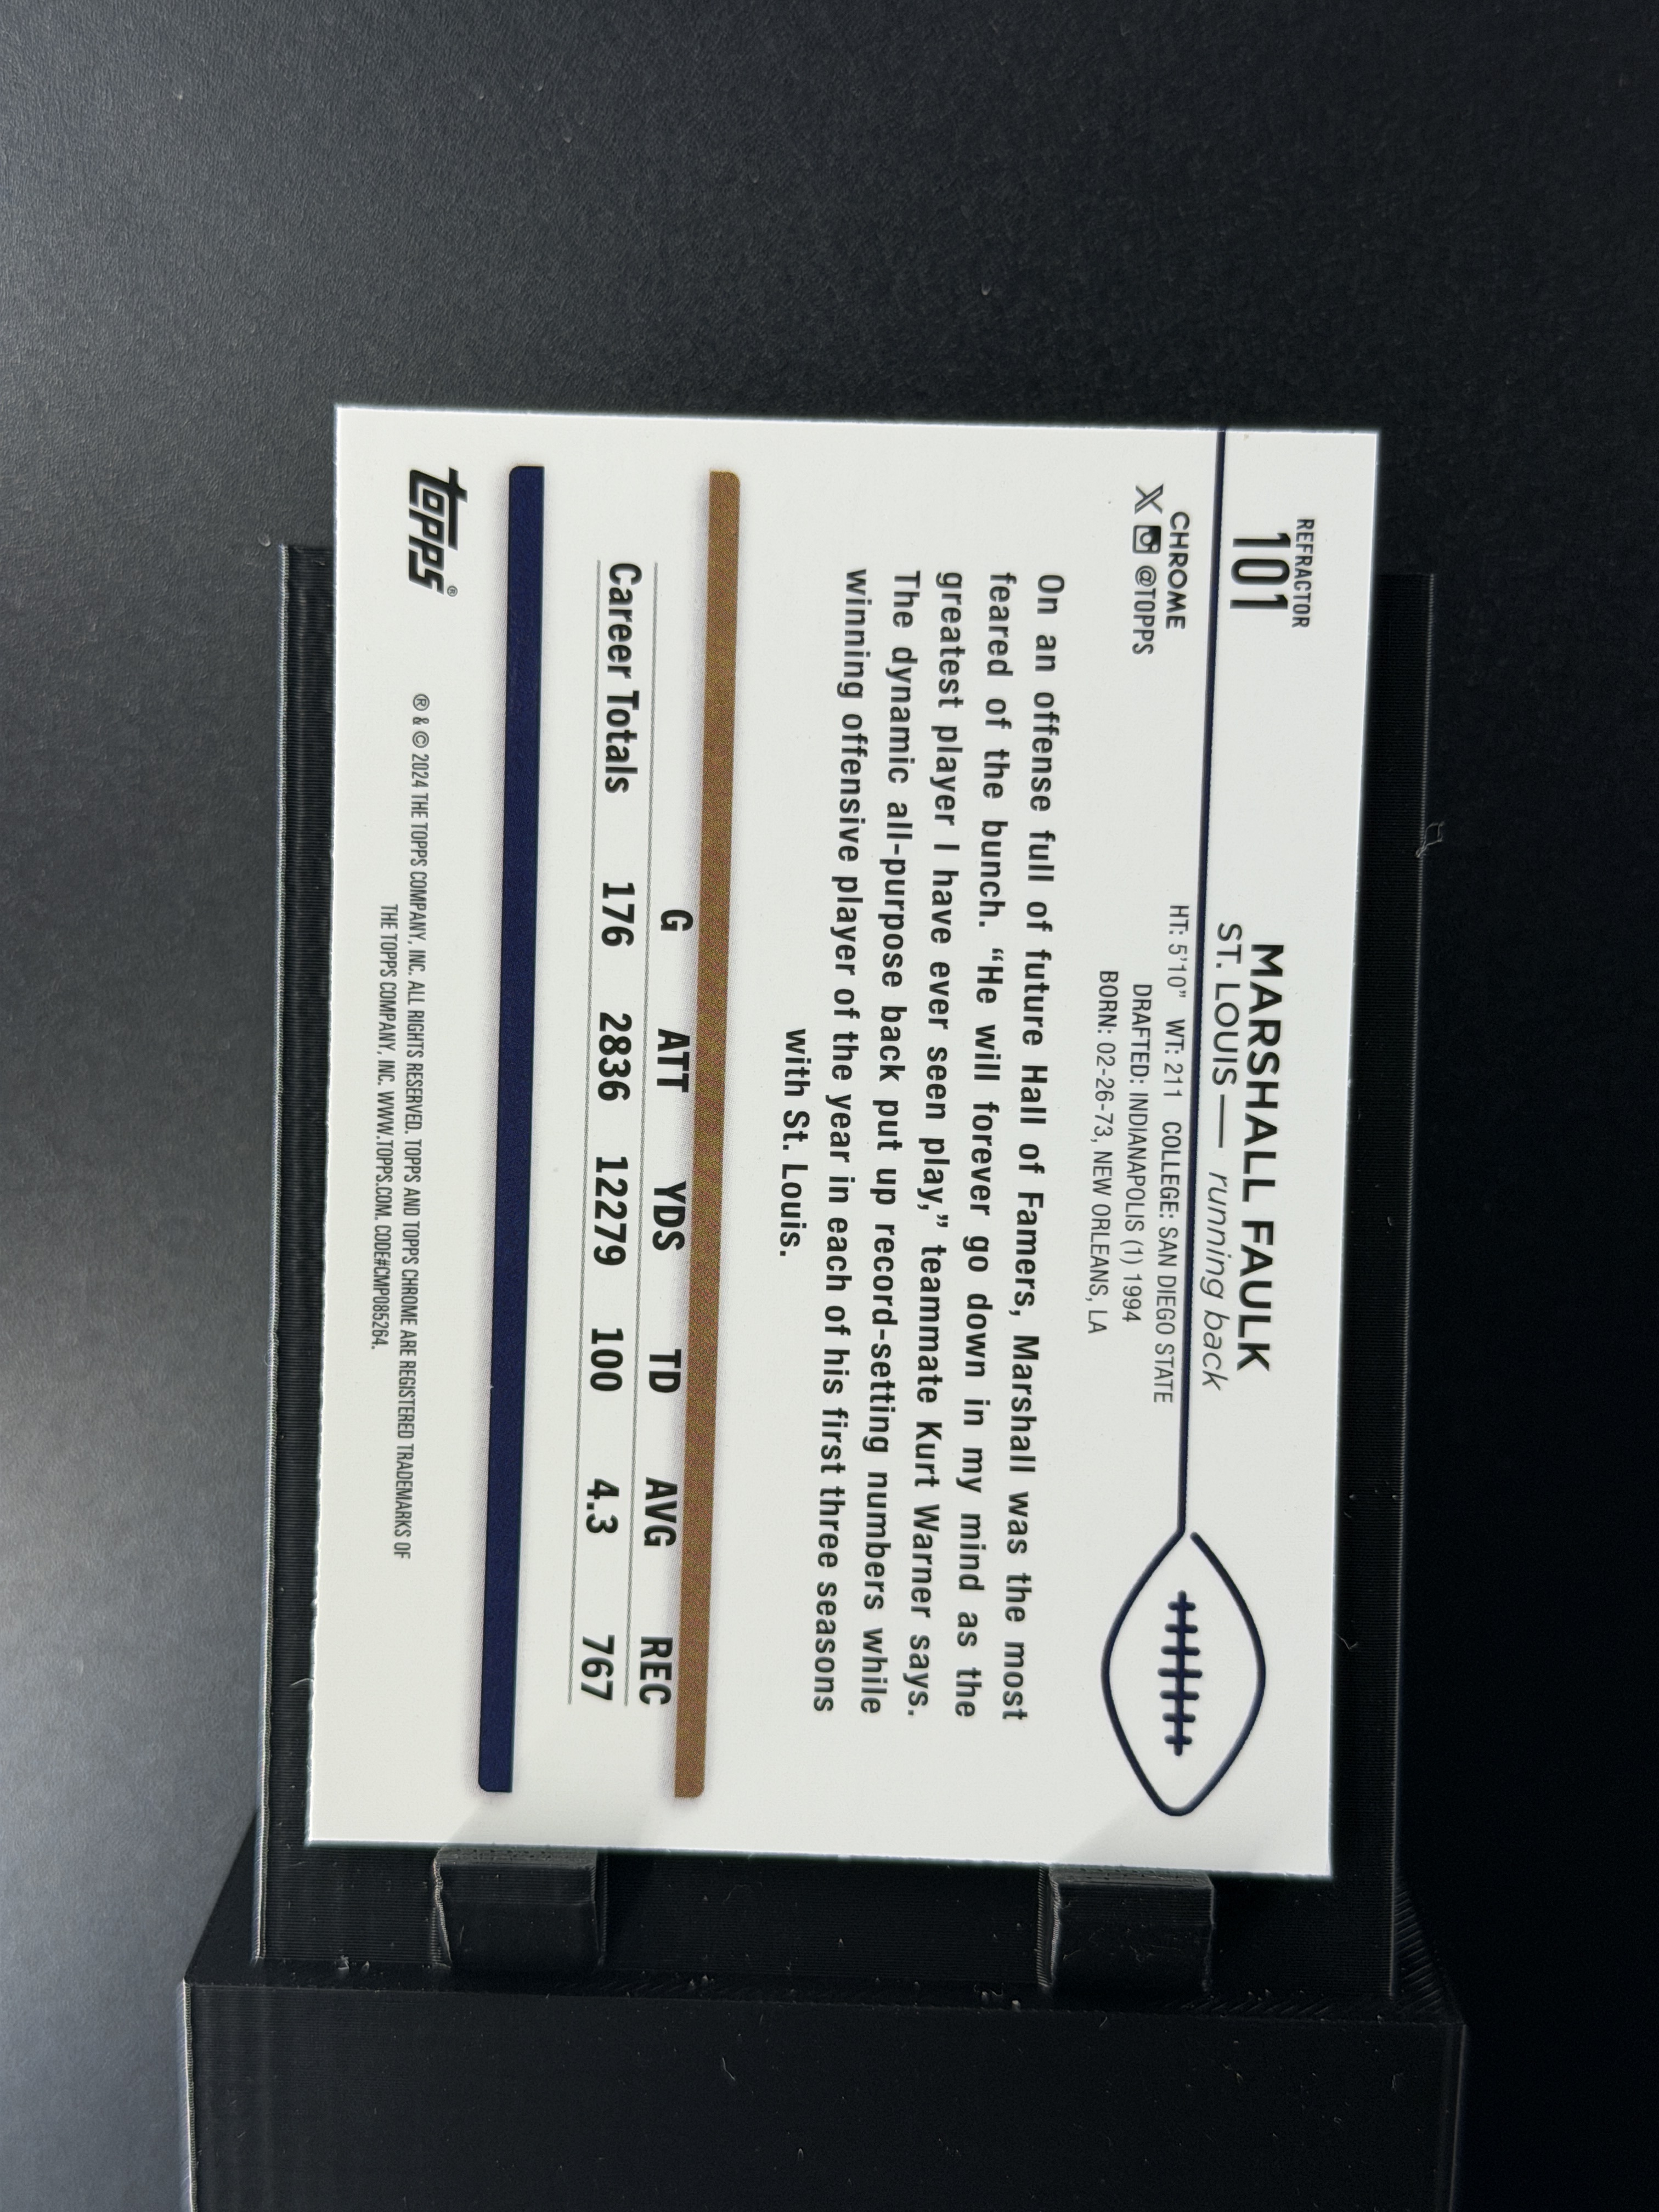 REFRACTOR
101
MARSHALL FAULK
ST. LOUIS — running back
CHROME
X @TOPPS
HT: 5'10" WT: 211 COLLEGE: SAN DIEGO STATE
DRAFTED: INDIANAPOLIS (1) 1994
BORN: 02-26-73, NEW ORLEANS, LA
On an offense full of future Hall of Famers, Marshall was the most
feared of the bunch. “He will forever go down in my mind as the
greatest player I have ever seen play,” teammate Kurt Warner says.
The dynamic all-purpose back put up record-setting numbers while
winning offensive player of the year in each of his first three seasons
with St. Louis.
G ATT YDS TD AVG REC
Career Totals 176 2836 12279 100 4.3 767
topps®
® & © 2024 THE TOPPS COMPANY, INC. ALL RIGHTS RESERVED. TOPPS AND TOPPS CHROME ARE REGISTERED TRADEMARKS OF
THE TOPPS COMPANY, INC. WWW.TOPPS.COM. CODE#CMP085264.